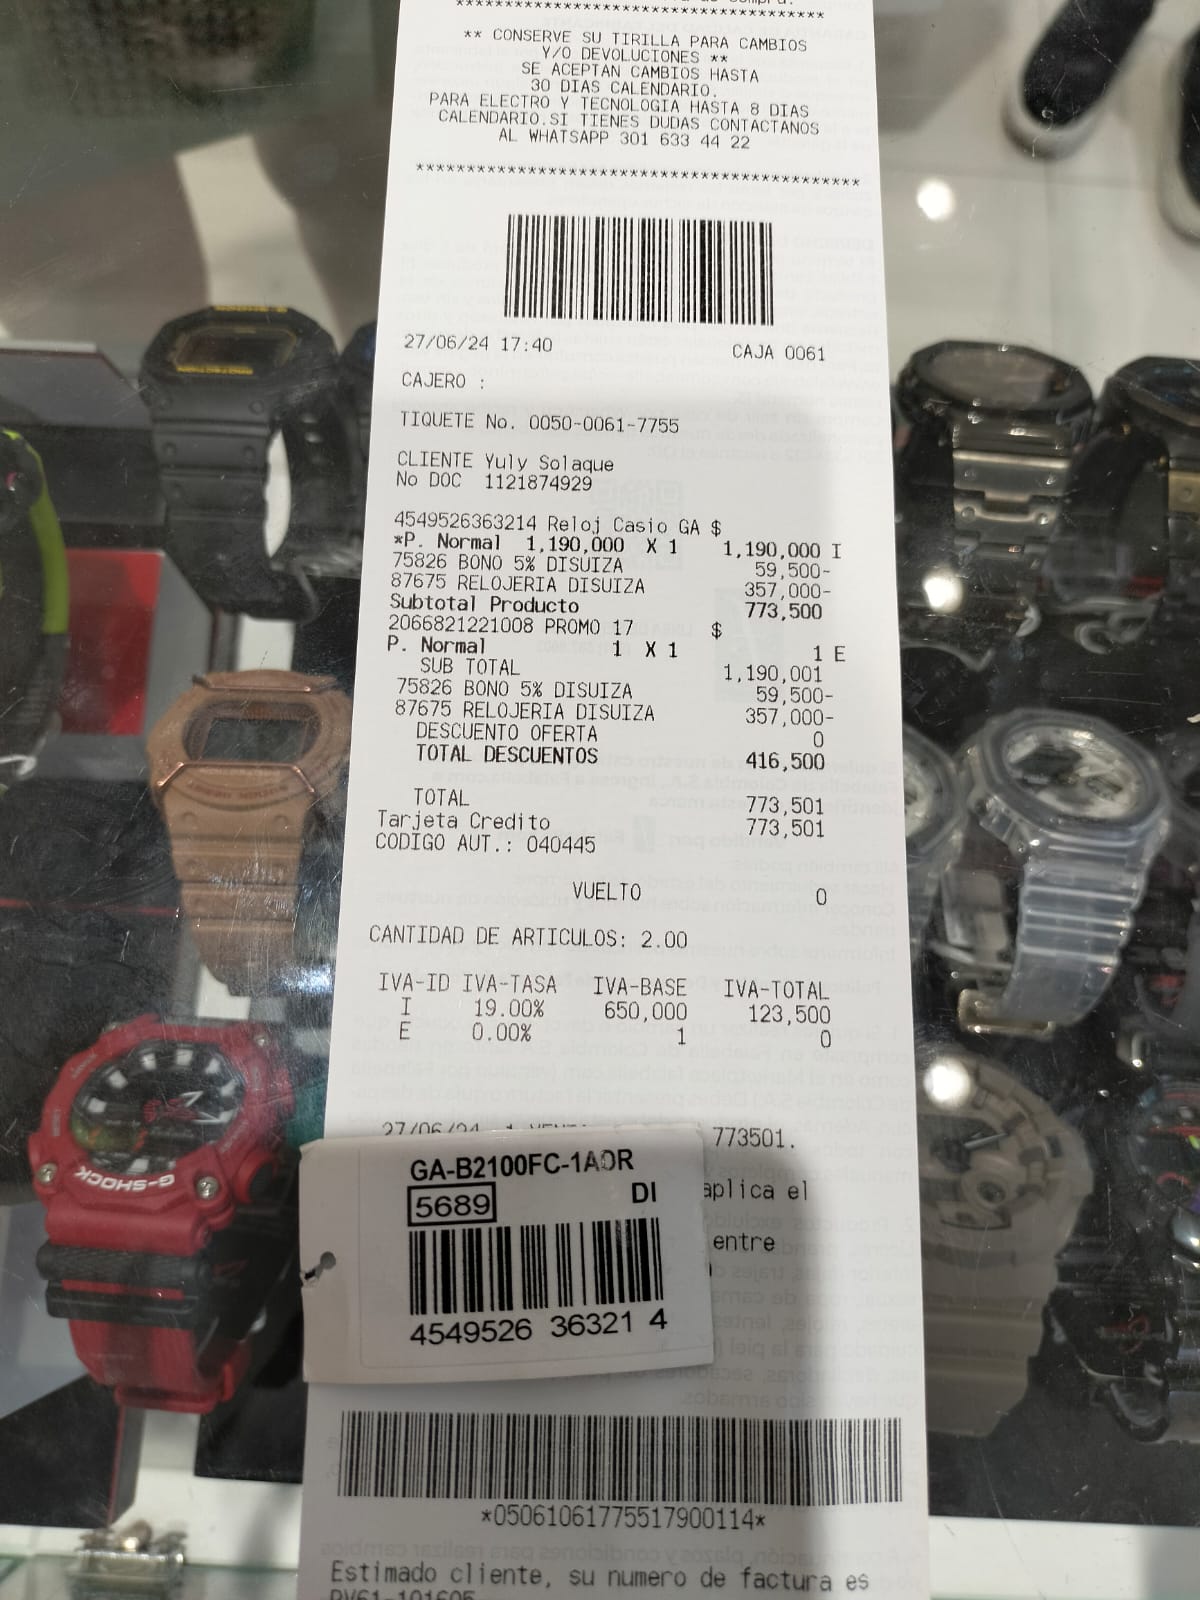 ***************************************
** CONSERVE SU TIRILLA PARA CAMBIOS
Y/O DEVOLUCIONES **
SE ACEPTAN CAMBIOS HASTA
30 DIAS CALENDARIO.
PARA ELECTRO Y TECNOLOGIA HASTA 8 DIAS
CALENDARIO.SI TIENES DUDAS CONTACTANOS
AL WHATSAPP 301 633 44 22
***********************************************
27/06/24 17:40 CAJA 0061
CAJERO :
TIQUETE No. 0050-0061-7755
CLIENTE Yuly Solaque
No DOC 1121874929
4549526363214 Reloj Casio GA $
*P. Normal 1,190,000 X 1 1,190,000 I
75826 BONO 5% DISUIZA 59,500-
87675 RELOJERIA DISUIZA 357,000-
Subtotal Producto 773,500
2066821221008 PROMO 17 $
P. Normal 1 X 1 1 E
SUB TOTAL 1,190,001
75826 BONO 5% DISUIZA 59,500-
87675 RELOJERIA DISUIZA 357,000-
DESCUENTO OFERTA 0
TOTAL DESCUENTOS 416,500
TOTAL 773,501
Tarjeta Credito 773,501
CODIGO AUT.: 040445
VUELTO 0
CANTIDAD DE ARTICULOS: 2.00
IVA-ID IVA-TASA IVA-BASE IVA-TOTAL
I 19.00% 650,000 123,500
E 0.00% 1 0
27/06/24 773501.
GA-B2100FC-1ADR
5689 DI
aplica el
entre
4549526 36321 4
*05061061775517900114*
Estimado cliente, su numero de factura es
G-SHOCK